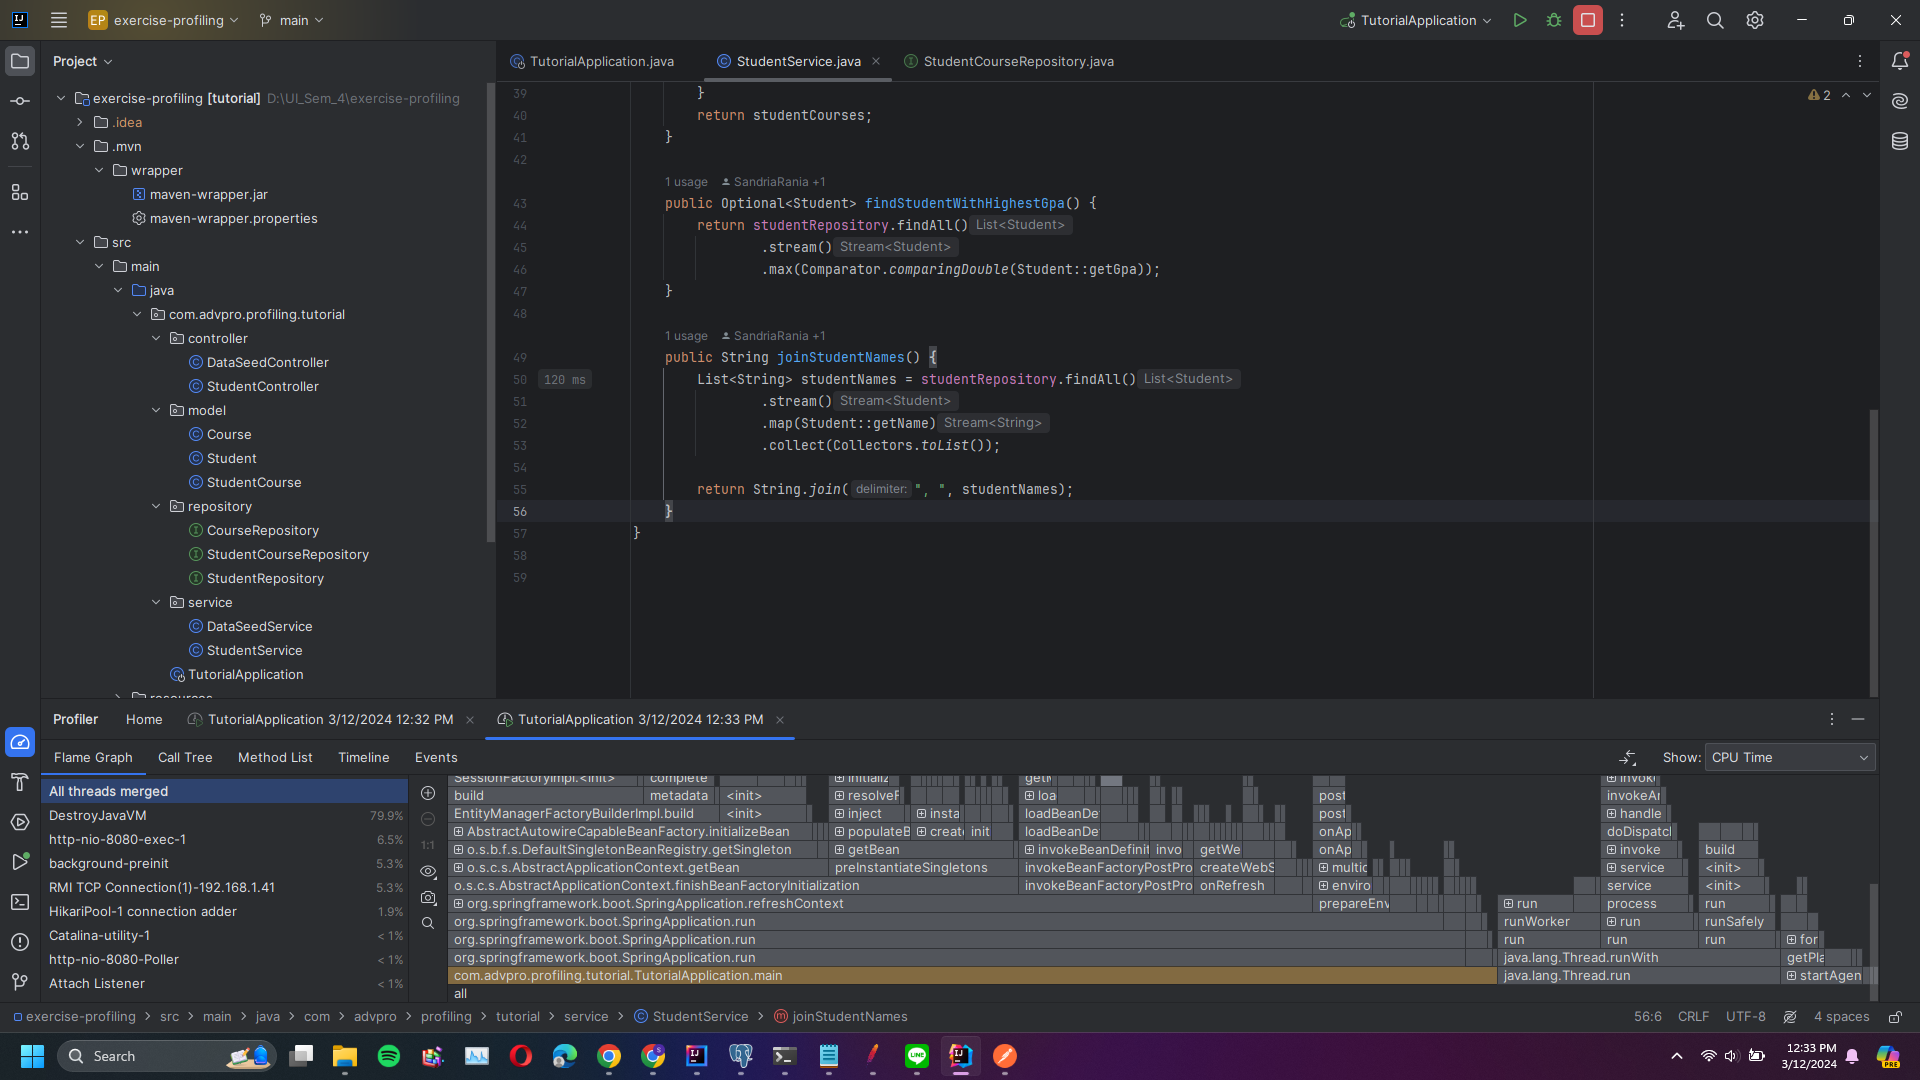 EP exercise-profiling
main
TutorialApplication
Project
TutorialApplication.java
StudentService.java
StudentCourseRepository.java
exercise-profiling [tutorial] D:\UI_Sem_4\exercise-profiling
.idea
.mvn
wrapper
maven-wrapper.jar
maven-wrapper.properties
src
main
java
com.advpro.profiling.tutorial
controller
DataSeedController
StudentController
model
Course
Student
StudentCourse
repository
CourseRepository
StudentCourseRepository
StudentRepository
service
DataSeedService
StudentService
TutorialApplication
resources
2
39 }
40 return studentCourses;
41 }
42
1 usage SandriaRania +1
43 public Optional<Student> findStudentWithHighestGpa() {
44 return studentRepository.findAll() List<Student>
45 .stream() Stream<Student>
46 .max(Comparator.comparingDouble(Student::getGpa));
47 }
48
1 usage SandriaRania +1
49 public String joinStudentNames() {
50 120 ms List<String> studentNames = studentRepository.findAll() List<Student>
51 .stream() Stream<Student>
52 .map(Student::getName) Stream<String>
53 .collect(Collectors.toList());
54
55 return String.join( delimiter: ", ", studentNames);
56 }
57 }
58
59
Profiler
Home
TutorialApplication 3/12/2024 12:32 PM
TutorialApplication 3/12/2024 12:33 PM
Flame Graph
Call Tree
Method List
Timeline
Events
Show: CPU Time
All threads merged
DestroyJavaVM 79.9%
http-nio-8080-exec-1 6.5%
background-preinit 5.3%
RMI TCP Connection(1)-192.168.1.41 5.3%
HikariPool-1 connection adder 1.9%
Catalina-utility-1 < 1%
http-nio-8080-Poller < 1%
Attach Listener < 1%
1:1
SessionFactoryImpl.<init> complete initializ getM invok
build metadata <init> resolveF loa post invokeAr
EntityManagerFactoryBuilderImpl.build <init> inject insta loadBeanDe post handle
AbstractAutowireCapableBeanFactory.initializeBean populateB create init loadBeanDe onAp doDispatch
o.s.b.f.s.DefaultSingletonBeanRegistry.getSingleton getBean invokeBeanDefinit invo getWe onAp invoke build
o.s.c.s.AbstractApplicationContext.getBean preInstantiateSingletons invokeBeanFactoryPostPro createWebS multic service <init>
o.s.c.s.AbstractApplicationContext.finishBeanFactoryInitialization invokeBeanFactoryPostPro onRefresh enviro service <init>
org.springframework.boot.SpringApplication.refreshContext prepareEnv run process run
org.springframework.boot.SpringApplication.run runWorker run runSafely
org.springframework.boot.SpringApplication.run run run run for
org.springframework.boot.SpringApplication.run java.lang.Thread.runWith getPla
com.advpro.profiling.tutorial.TutorialApplication.main java.lang.Thread.run startAgen
all
exercise-profiling > src > main > java > com > advpro > profiling > tutorial > service > StudentService > joinStudentNames
56:6 CRLF UTF-8 4 spaces
Search
12:33 PM
3/12/2024
PRE